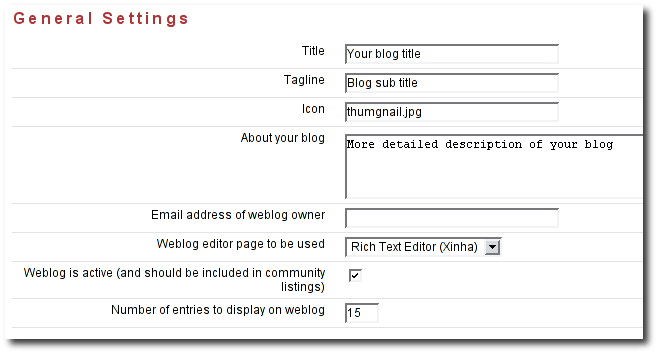 General Settings
Title Your blog title
Tagline Blog sub title
Icon thumgnail.jpg
About your blog More detailed description of your blog
Email address of weblog owner
Weblog editor page to be used Rich Text Editor (Xinha)
Weblog is active (and should be included in community
listings)
Number of entries to display on weblog 15